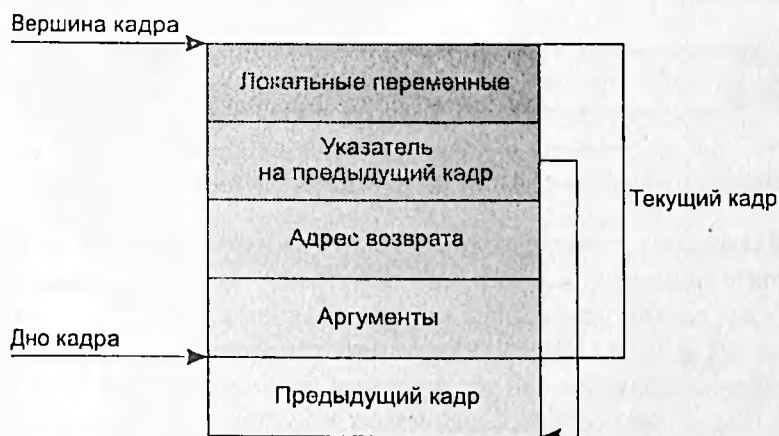 Вершина кадра
Локальные переменные
Указатель
на предыдущий кадр
Текущий кадр
Адрес возврата
Аргументы
Дно кадра
Предыдущий кадр